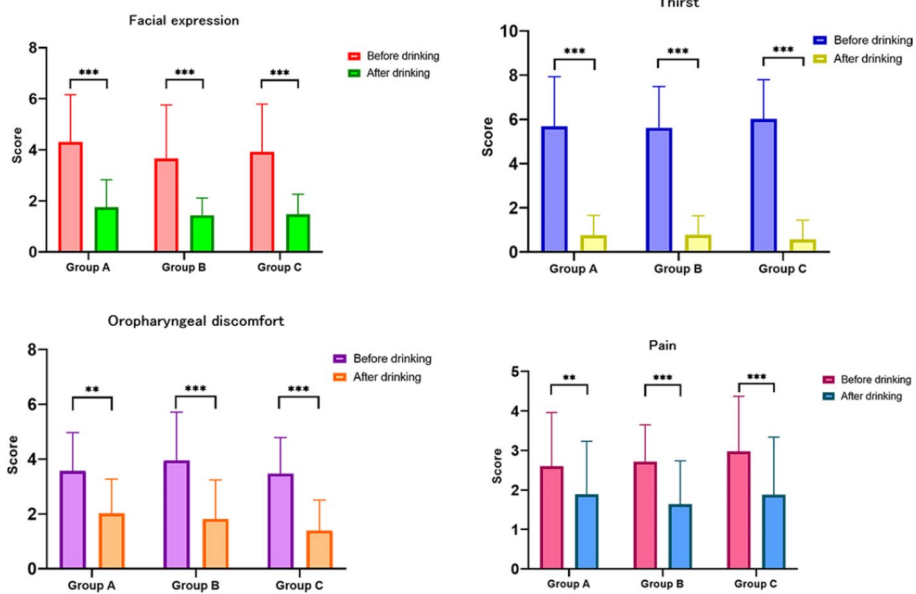 Facial expression
Before drinking
After drinking
*** *** ***
Score
8
6
4
2
0
Group A Group B Group C
Thirst
Before drinking
After drinking
*** *** ***
Score
10
8
6
4
2
0
Group A Group B Group C
Oropharyngeal discomfort
Before drinking
After drinking
** *** ***
Score
8
6
4
2
0
Group A Group B Group C
Pain
Before drinking
After drinking
** *** ***
Score
5
4
3
2
1
0
Group A Group B Group C